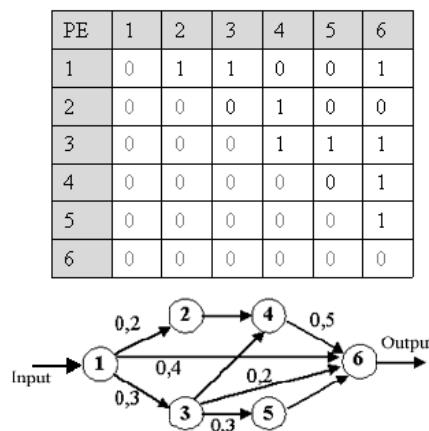 PE 1 2 3 4 5 6
1 0 1 1 0 0 1
2 0 0 0 1 0 0
3 0 0 0 1 1 1
4 0 0 0 0 0 1
5 0 0 0 0 0 1
6 0 0 0 0 0 0
0,2 2 4 0,5
Input 1 0,4 6 Outpu
0,3 0,2
3 0,3 5